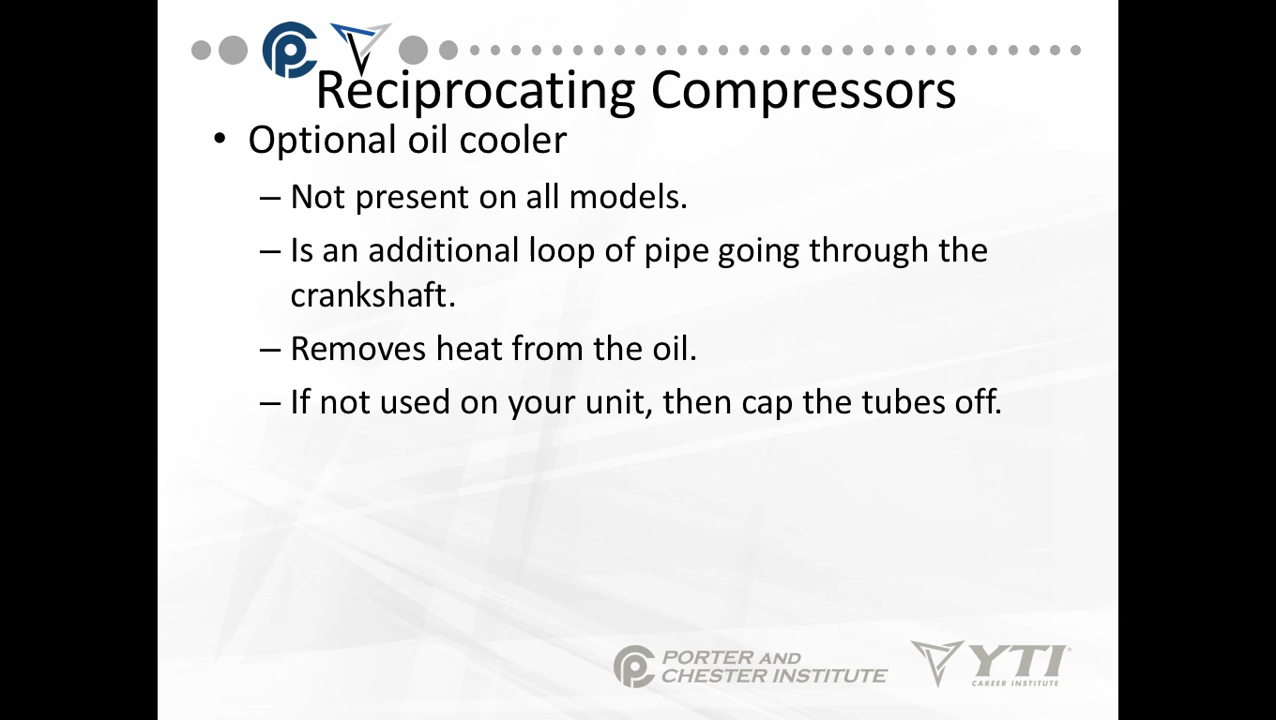 Reciprocating Compressors
• Optional oil cooler
– Not present on all models.
– Is an additional loop of pipe going through the
crankshaft.
– Removes heat from the oil.
– If not used on your unit, then cap the tubes off.
PORTER AND
CHESTER INSTITUTE
YTI®
CAREER INSTITUTE